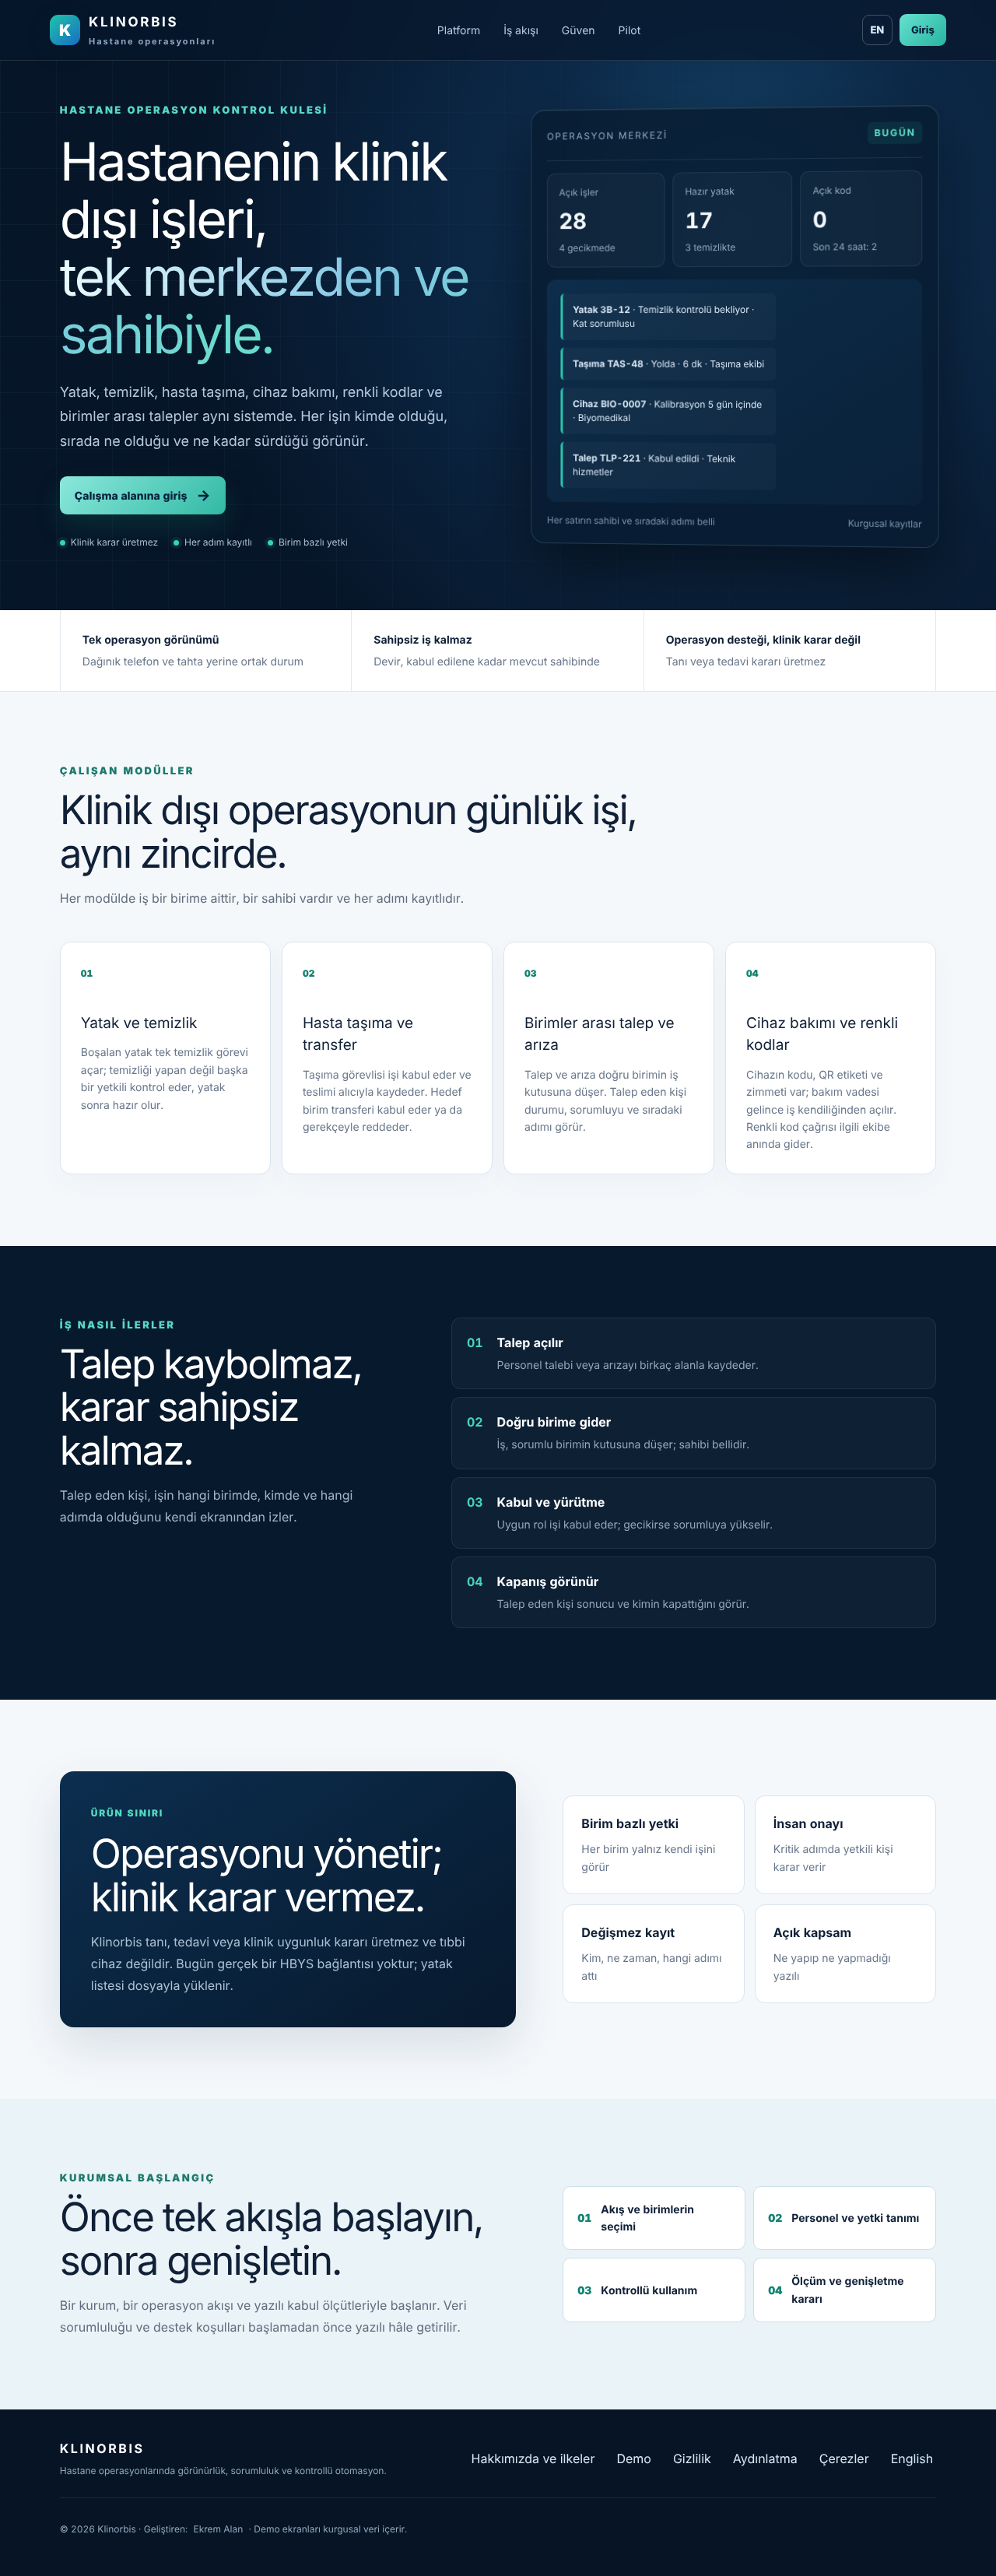 K KLINORBIS
Hastane operasyonları
Platform İş akışı Güven Pilot
EN Giriş
HASTANE OPERASYON KONTROL KULESİ
Hastanenin klinik
dışı işleri,
tek merkezden ve
sahibiyle.
Yatak, temizlik, hasta taşıma, cihaz bakımı, renkli kodlar ve
birimler arası talepler aynı sistemde. Her işin kimde olduğu,
sırada ne olduğu ve ne kadar sürdüğü görünür.
Çalışma alanına giriş →
Klinik karar üretmez Her adım kayıtlı Birim bazlı yetki
OPERASYON MERKEZİ BUGÜN
Açık işler
28
4 gecikmede
Hazır yatak
17
3 temizlikte
Açık kod
0
Son 24 saat: 2
Yatak 3B-12 · Temizlik kontrolü bekliyor ·
Kat sorumlusu
Taşıma TAS-48 · Yolda · 6 dk · Taşıma ekibi
Cihaz BIO-0007 · Kalibrasyon 5 gün içinde
· Biyomedikal
Talep TLP-221 · Kabul edildi · Teknik
hizmetler
Her satırın sahibi ve sıradaki adımı belli Kurgusal kayıtlar
Tek operasyon görünümü
Dağınık telefon ve tahta yerine ortak durum
Sahipsiz iş kalmaz
Devir, kabul edilene kadar mevcut sahibinde
Operasyon desteği, klinik karar değil
Tanı veya tedavi kararı üretmez
ÇALIŞAN MODÜLLER
Klinik dışı operasyonun günlük işi,
aynı zincirde.
Her modülde iş bir birime aittir, bir sahibi vardır ve her adımı kayıtlıdır.
01
Yatak ve temizlik
Boşalan yatak tek temizlik görevi
açar; temizliği yapan değil başka
bir yetkili kontrol eder, yatak
sonra hazır olur.
02
Hasta taşıma ve
transfer
Taşıma görevlisi işi kabul eder ve
teslimi alıcıyla kaydeder. Hedef
birim transferi kabul eder ya da
gerekçeyle reddeder.
03
Birimler arası talep ve
arıza
Talep ve arıza doğru birimin iş
kutusuna düşer. Talep eden kişi
durumu, sorumluyu ve sıradaki
adımı görür.
04
Cihaz bakımı ve renkli
kodlar
Cihazın kodu, QR etiketi ve
zimmeti var; bakım vadesi
gelince iş kendiliğinden açılır.
Renkli kod çağrısı ilgili ekibe
anında gider.
İŞ NASIL İLERLER
Talep kaybolmaz,
karar sahipsiz
kalmaz.
Talep eden kişi, işin hangi birimde, kimde ve hangi
adımda olduğunu kendi ekranından izler.
01 Talep açılır
Personel talebi veya arızayı birkaç alanla kaydeder.
02 Doğru birime gider
İş, sorumlu birimin kutusuna düşer; sahibi bellidir.
03 Kabul ve yürütme
Uygun rol işi kabul eder; gecikirse sorumluya yükselir.
04 Kapanış görünür
Talep eden kişi sonucu ve kimin kapattığını görür.
ÜRÜN SINIRI
Operasyonu yönetir;
klinik karar vermez.
Klinorbis tanı, tedavi veya klinik uygunluk kararı üretmez ve tıbbi
cihaz değildir. Bugün gerçek bir HBYS bağlantısı yoktur; yatak
listesi dosyayla yüklenir.
Birim bazlı yetki
Her birim yalnız kendi işini
görür
İnsan onayı
Kritik adımda yetkili kişi
karar verir
Değişmez kayıt
Kim, ne zaman, hangi adımı
attı
Açık kapsam
Ne yapıp ne yapmadığı
yazılı
KURUMSAL BAŞLANGIÇ
Önce tek akışla başlayın,
sonra genişletin.
Bir kurum, bir operasyon akışı ve yazılı kabul ölçütleriyle başlanır. Veri
sorumluluğu ve destek koşulları başlamadan önce yazılı hâle getirilir.
01 Akış ve birimlerin
seçimi
02 Personel ve yetki tanımı
03 Kontrollü kullanım
04 Ölçüm ve genişletme
kararı
KLINORBIS
Hastane operasyonlarında görünürlük, sorumluluk ve kontrollü otomasyon.
Hakkımızda ve ilkeler Demo Gizlilik Aydınlatma Çerezler English
© 2026 Klinorbis · Geliştiren: Ekrem Alan · Demo ekranları kurgusal veri içerir.